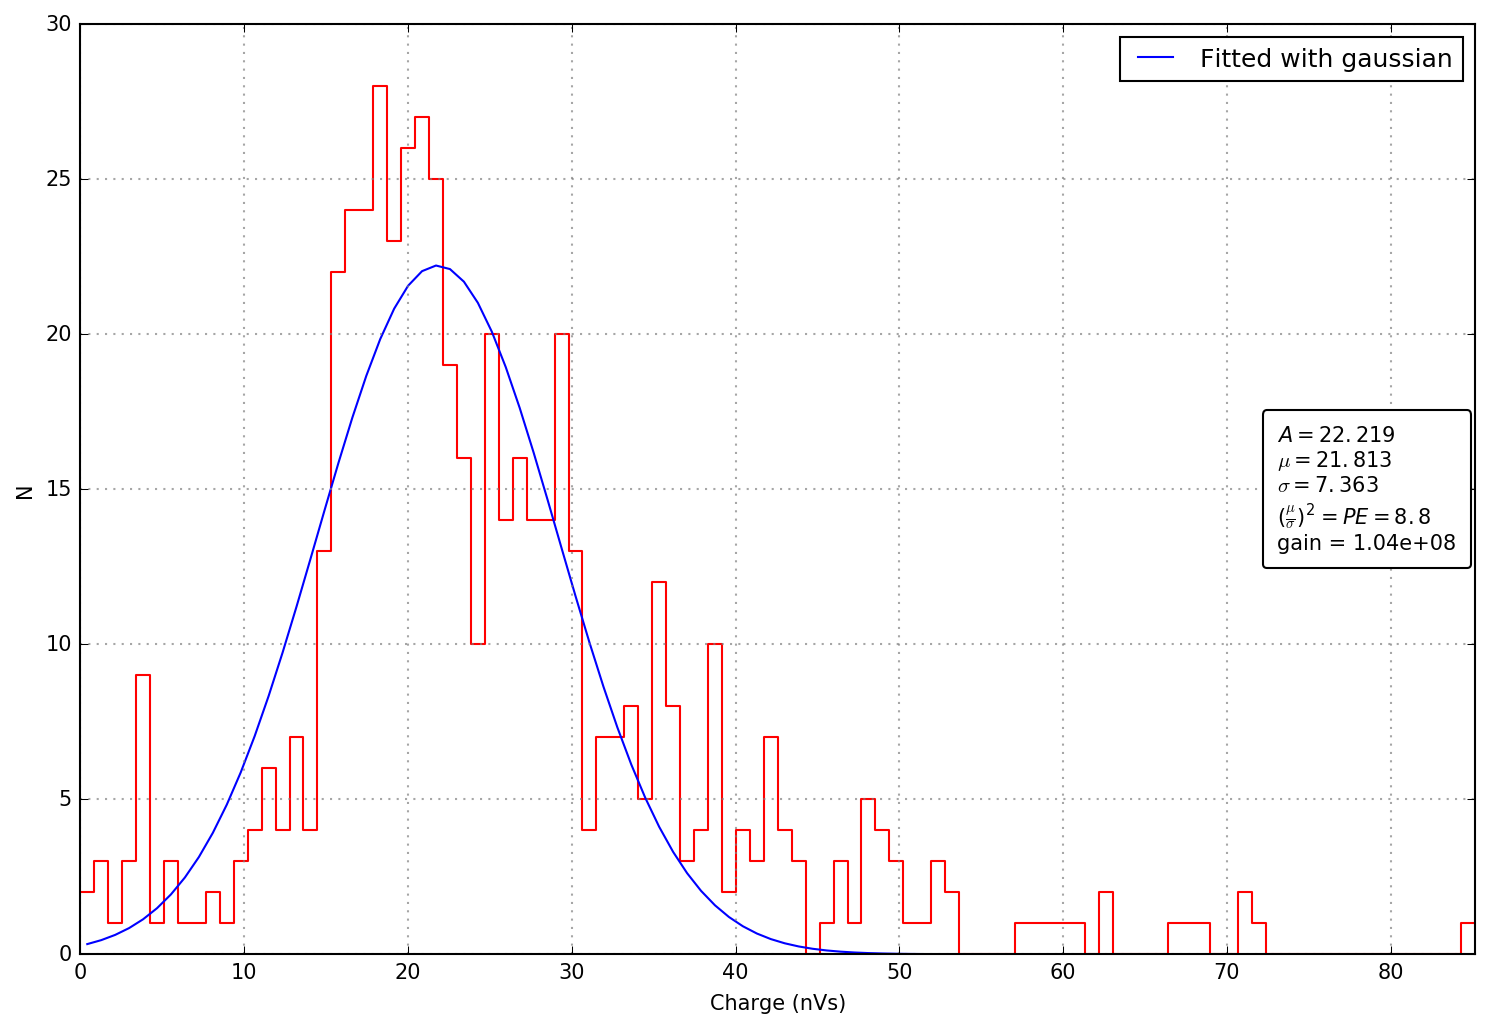 30
25
20
15
10
5
0
N
0 10 20 30 40 50 60 70 80
Charge (nVs)
Fitted with gaussian
A = 22.219
μ = 21.813
σ = 7.363
(μ/σ)² = PE = 8.8
gain = 1.04e+08